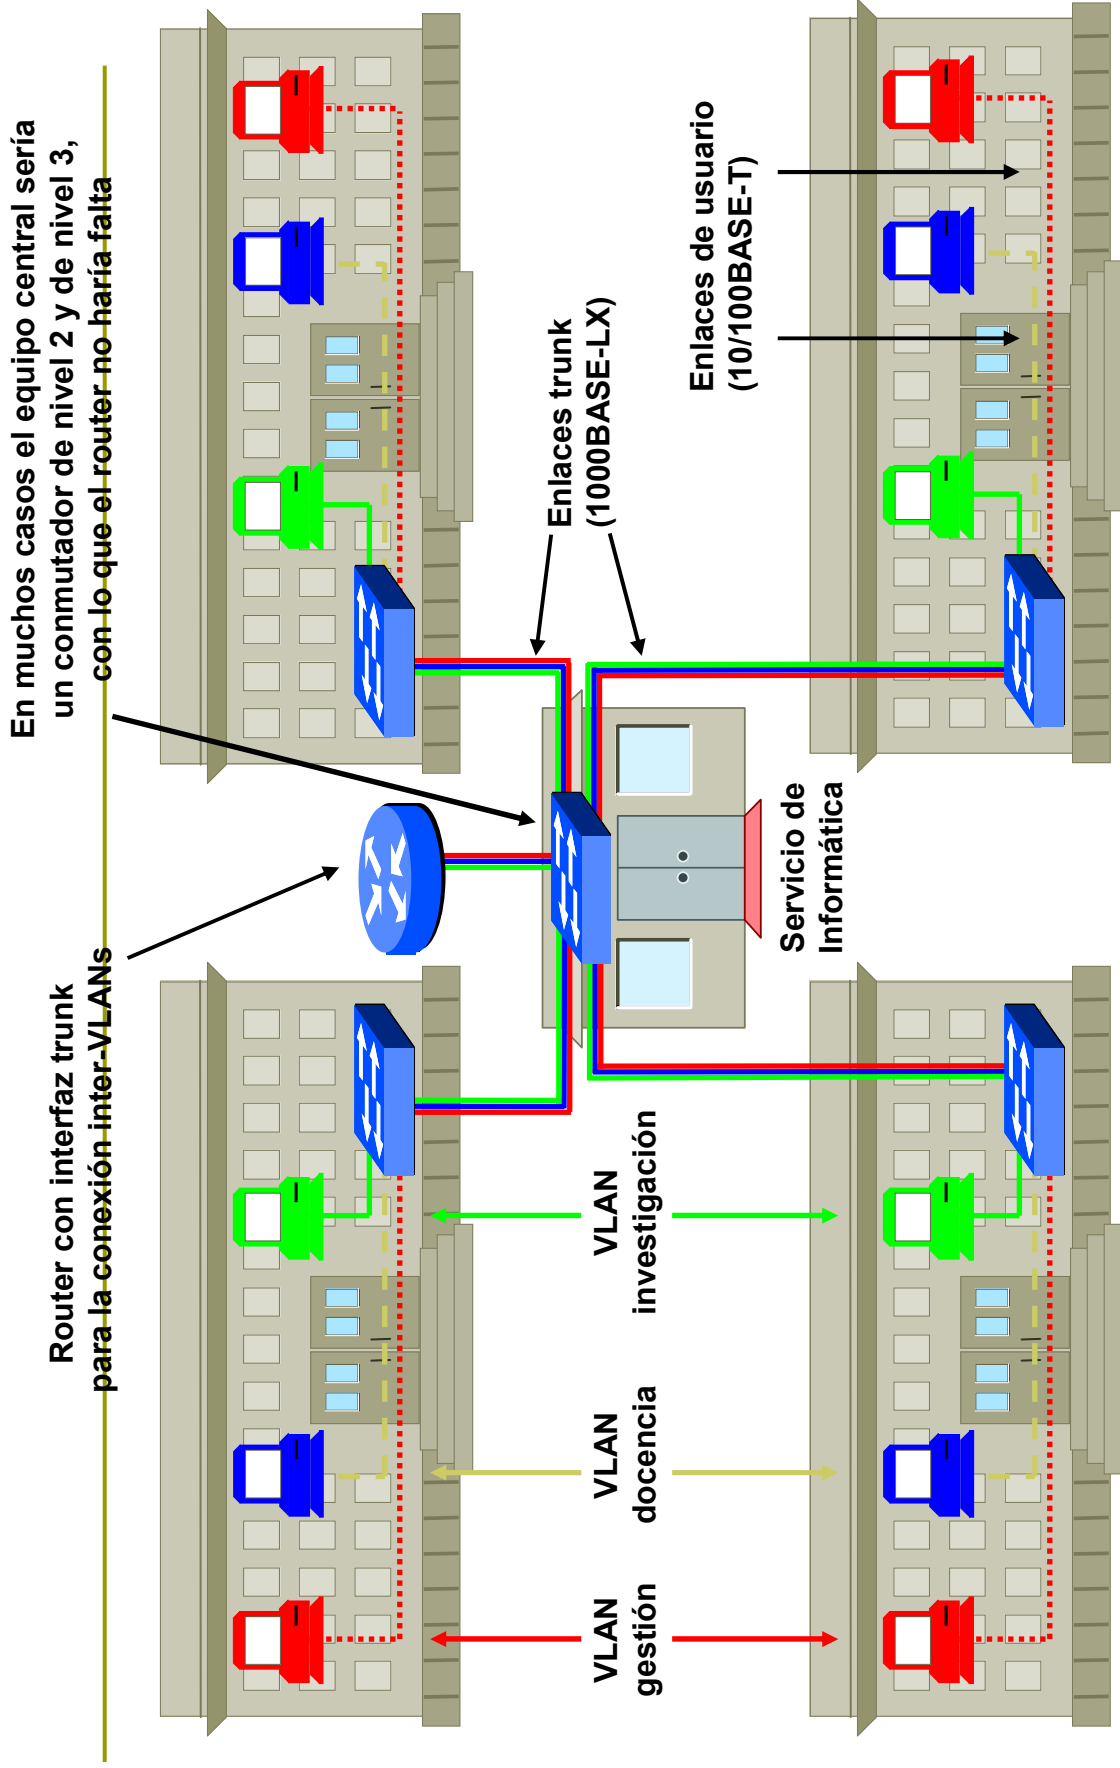 En muchos casos el equipo central sería
un conmutador de nivel 2 y de nivel 3,
con lo que el router no haría falta
Router con interfaz trunk
para la conexión inter-VLANs
Enlaces trunk
(1000BASE-LX)
Enlaces de usuario
(10/100BASE-T)
VLAN
gestión
VLAN
docencia
VLAN
investigación
Servicio de
Informática